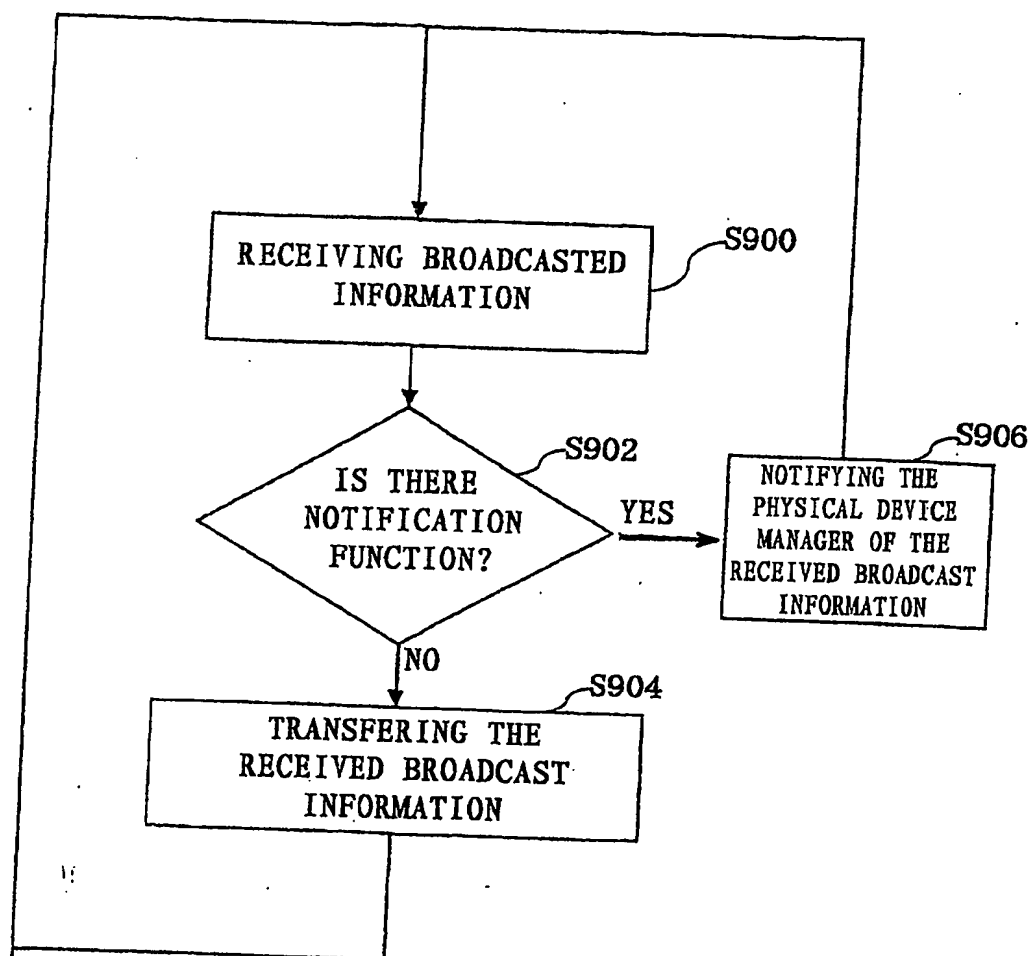 RECEIVING BROADCASTED
INFORMATION
S900
IS THERE
NOTIFICATION
FUNCTION?
S902
YES
NOTIFYING THE
PHYSICAL DEVICE
MANAGER OF THE
RECEIVED BROADCAST
INFORMATION
S906
NO
S904
TRANSFERING THE
RECEIVED BROADCAST
INFORMATION